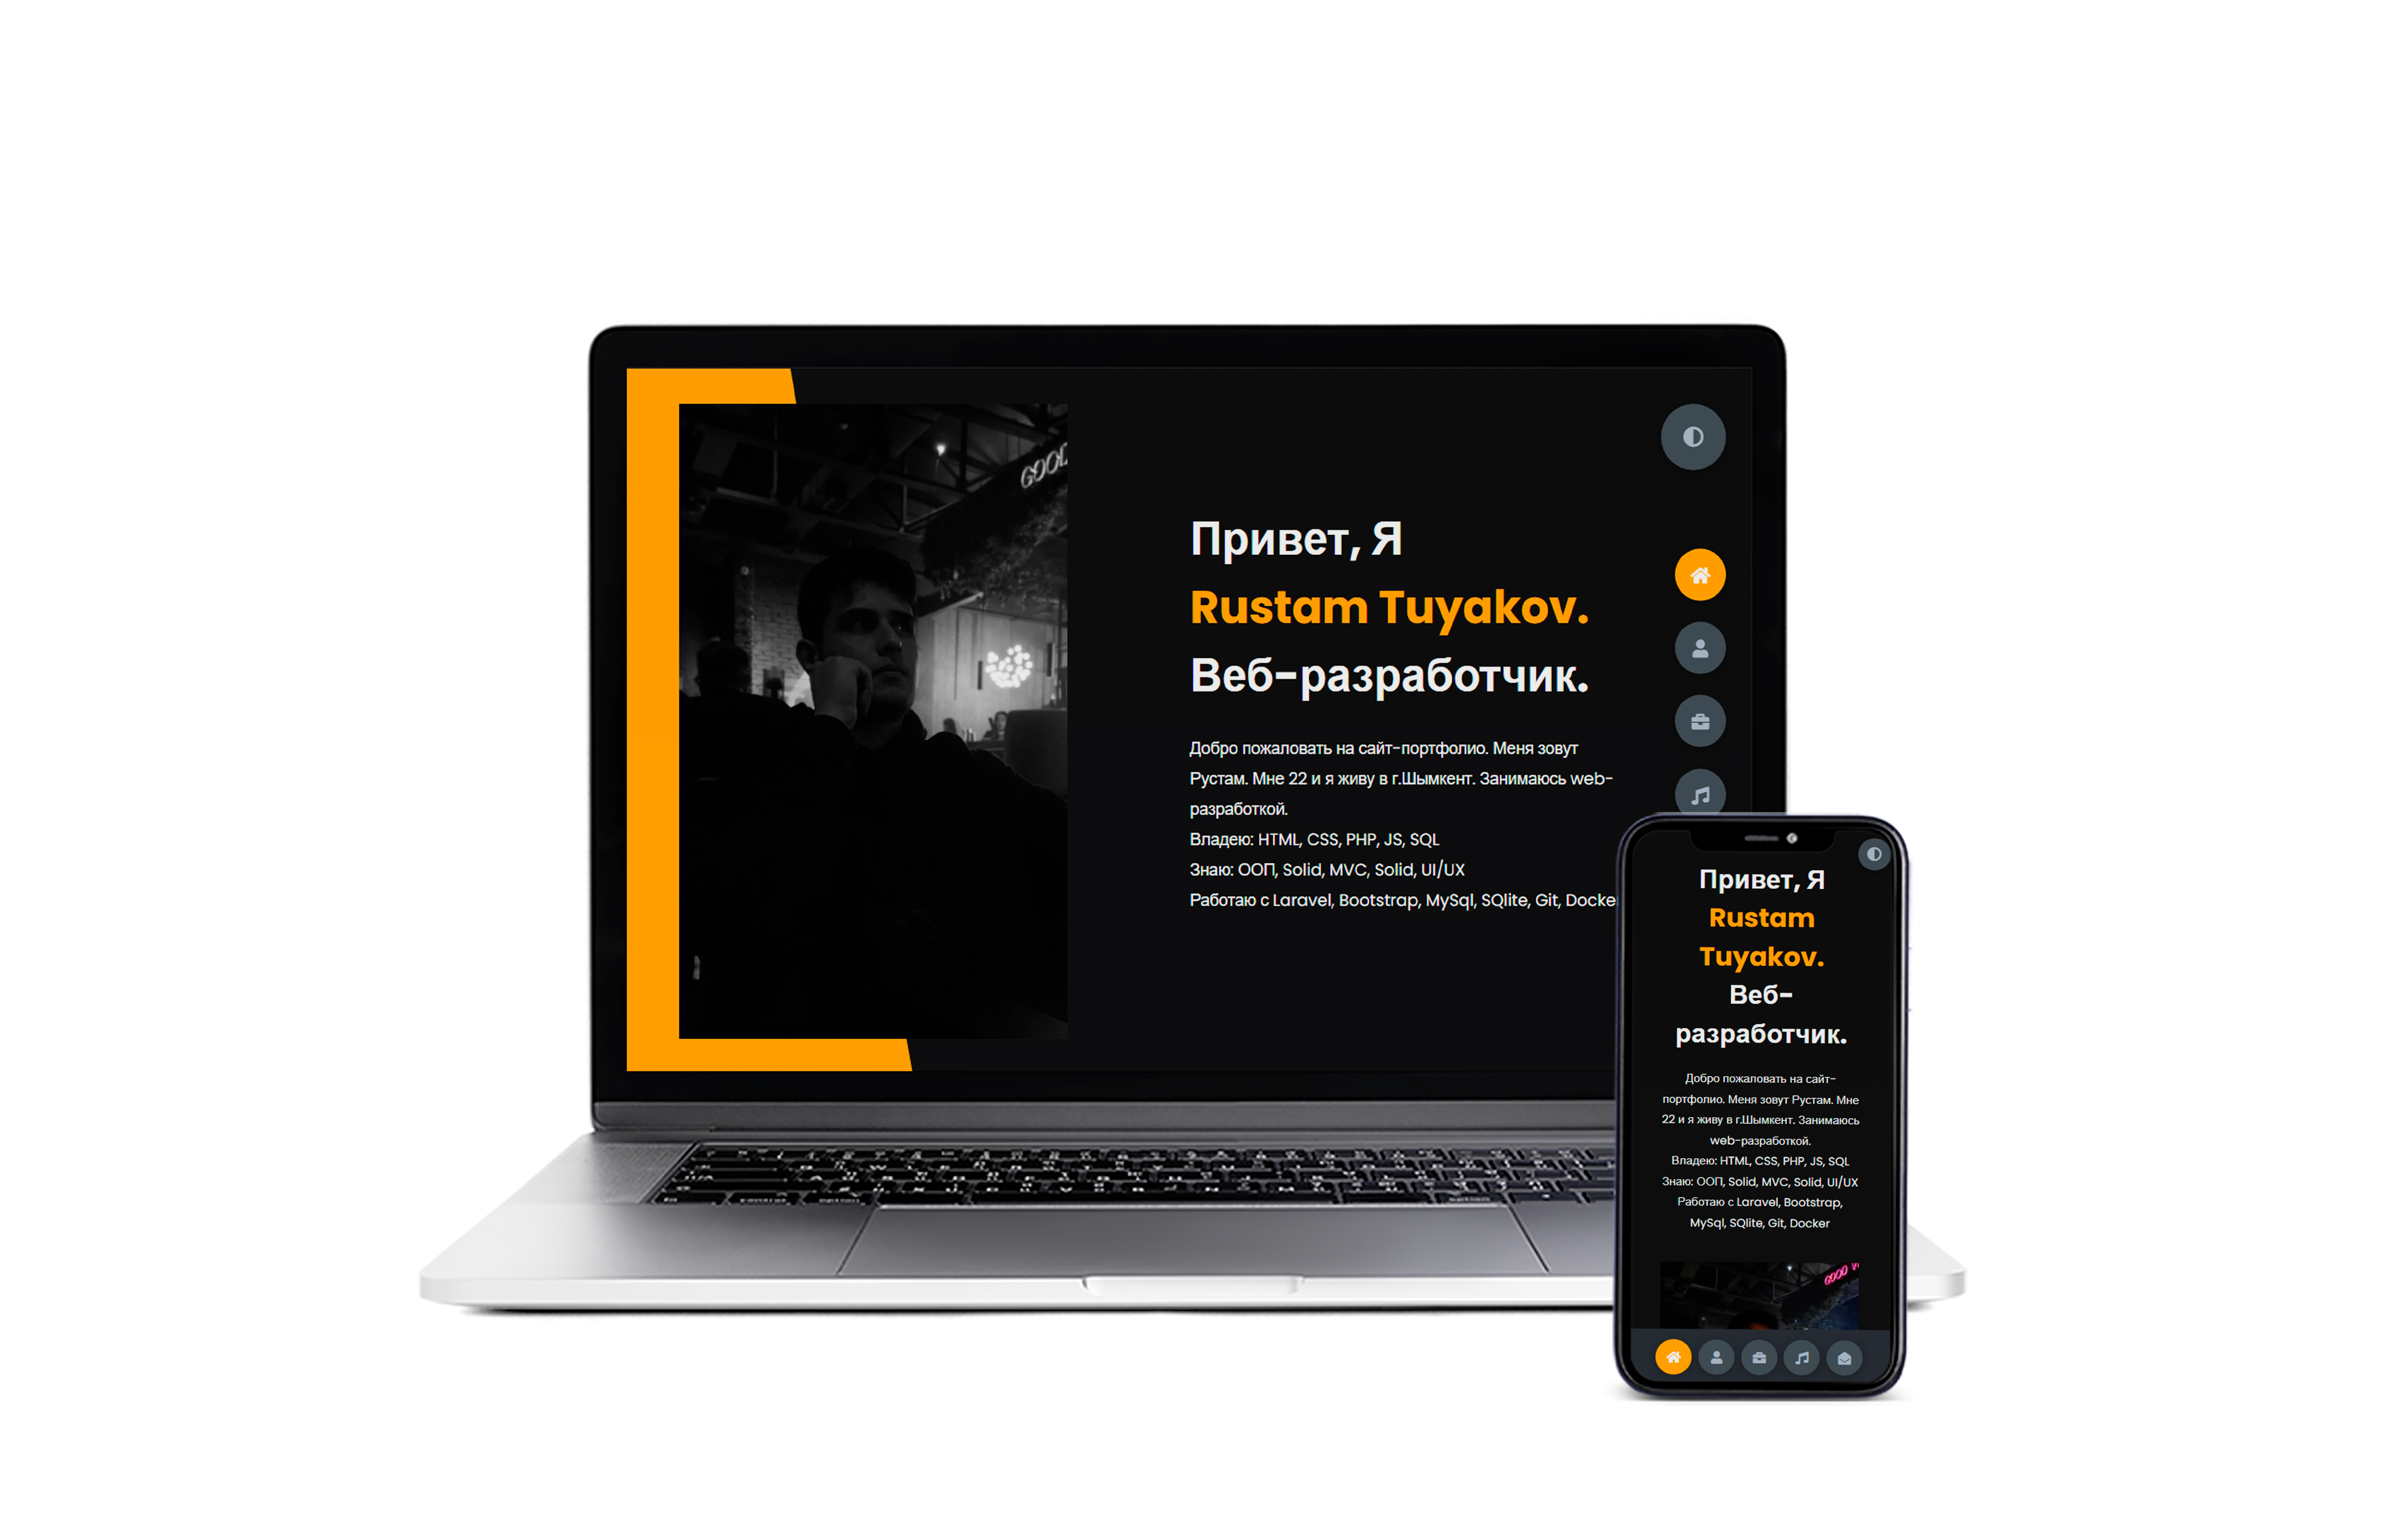 GOOD
Привет, Я
Rustam Tuyakov.
Веб-разработчик.
Добро пожаловать на сайт-портфолио. Меня зовут
Рустам. Мне 22 и я живу в г.Шымкент. Занимаюсь web-
разработкой.
Владею: HTML, CSS, PHP, JS, SQL
Знаю: ООП, Solid, MVC, Solid, UI/UX
Работаю с Laravel, Bootstrap, MySql, SQlite, Git, Docke
Привет, Я
Rustam
Tuyakov.
Веб-
разработчик.
Добро пожаловать на сайт-
портфолио. Меня зовут Рустам. Мне
22 и я живу в г.Шымкент. Занимаюсь
web-разработкой.
Владею: HTML, CSS, PHP, JS, SQL
Знаю: ООП, Solid, MVC, Solid, UI/UX
Работаю с Laravel, Bootstrap,
MySql, SQlite, Git, Docker
GOOD V